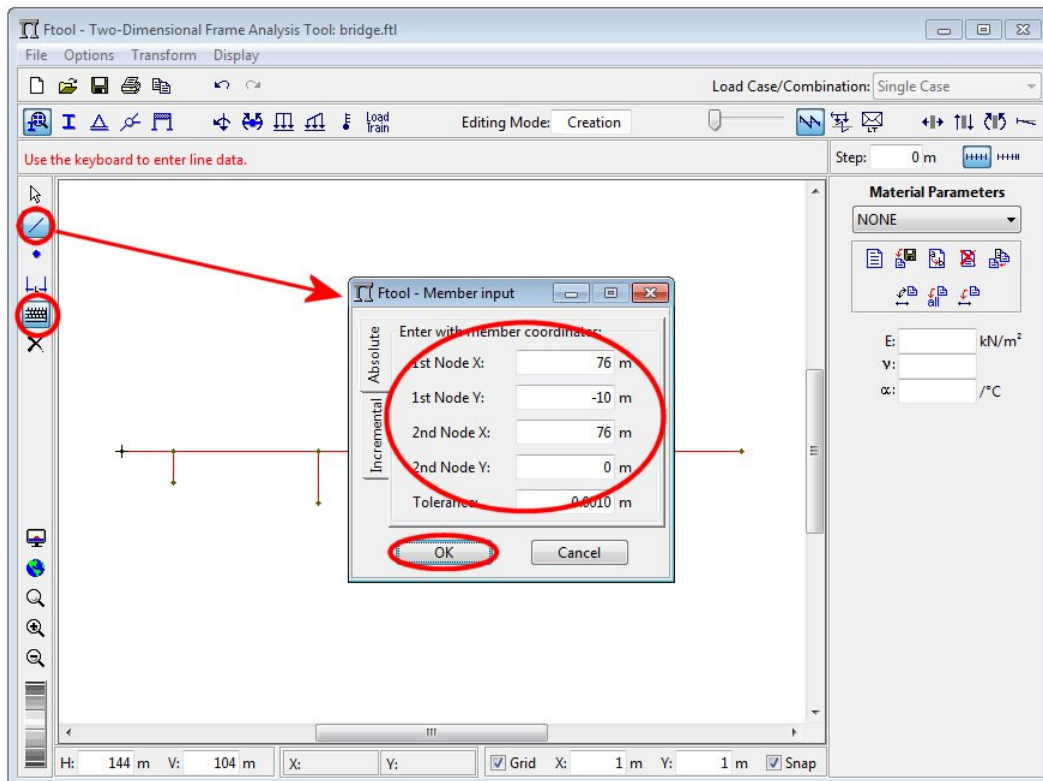 Ftool - Two-Dimensional Frame Analysis Tool: bridge.ftl
File Options Transform Display
Load Case/Combination: Single Case
Load Train
Editing Mode: Creation
LT
Use the keyboard to enter line data.
Step: 0 m
Material Parameters
NONE
all
E: kN/m²
ν:
α: /°C
L
Ftool - Member input
Absolute
Incremental
Enter with member coordinates:
1st Node X: 76 m
1st Node Y: -10 m
2nd Node X: 76 m
2nd Node Y: 0 m
Tolerance: 0.0010 m
OK Cancel
H: 144 m V: 104 m X: Y: Grid X: 1 m Y: 1 m Snap